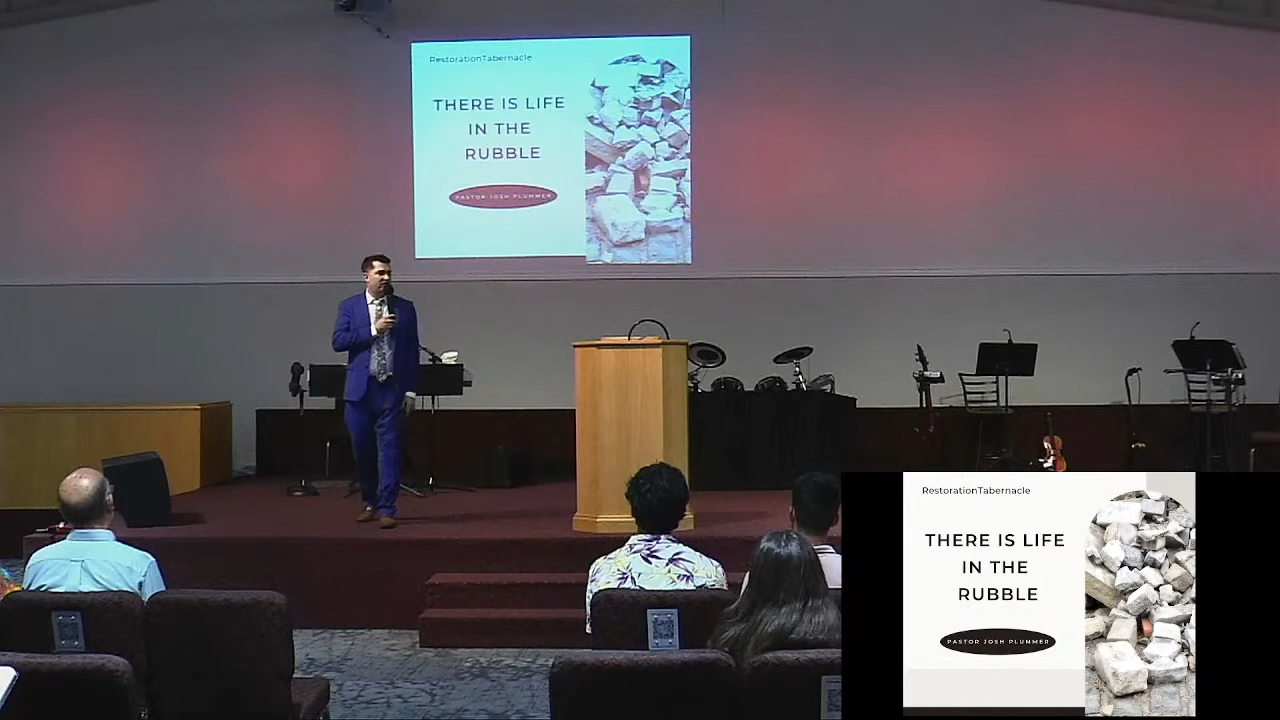 RestorationTabernacle
THERE IS LIFE
IN THE
RUBBLE
PASTOR JOSH PLUMMER
RestorationTabernacle
THERE IS LIFE
IN THE
RUBBLE
PASTOR JOSH PLUMMER